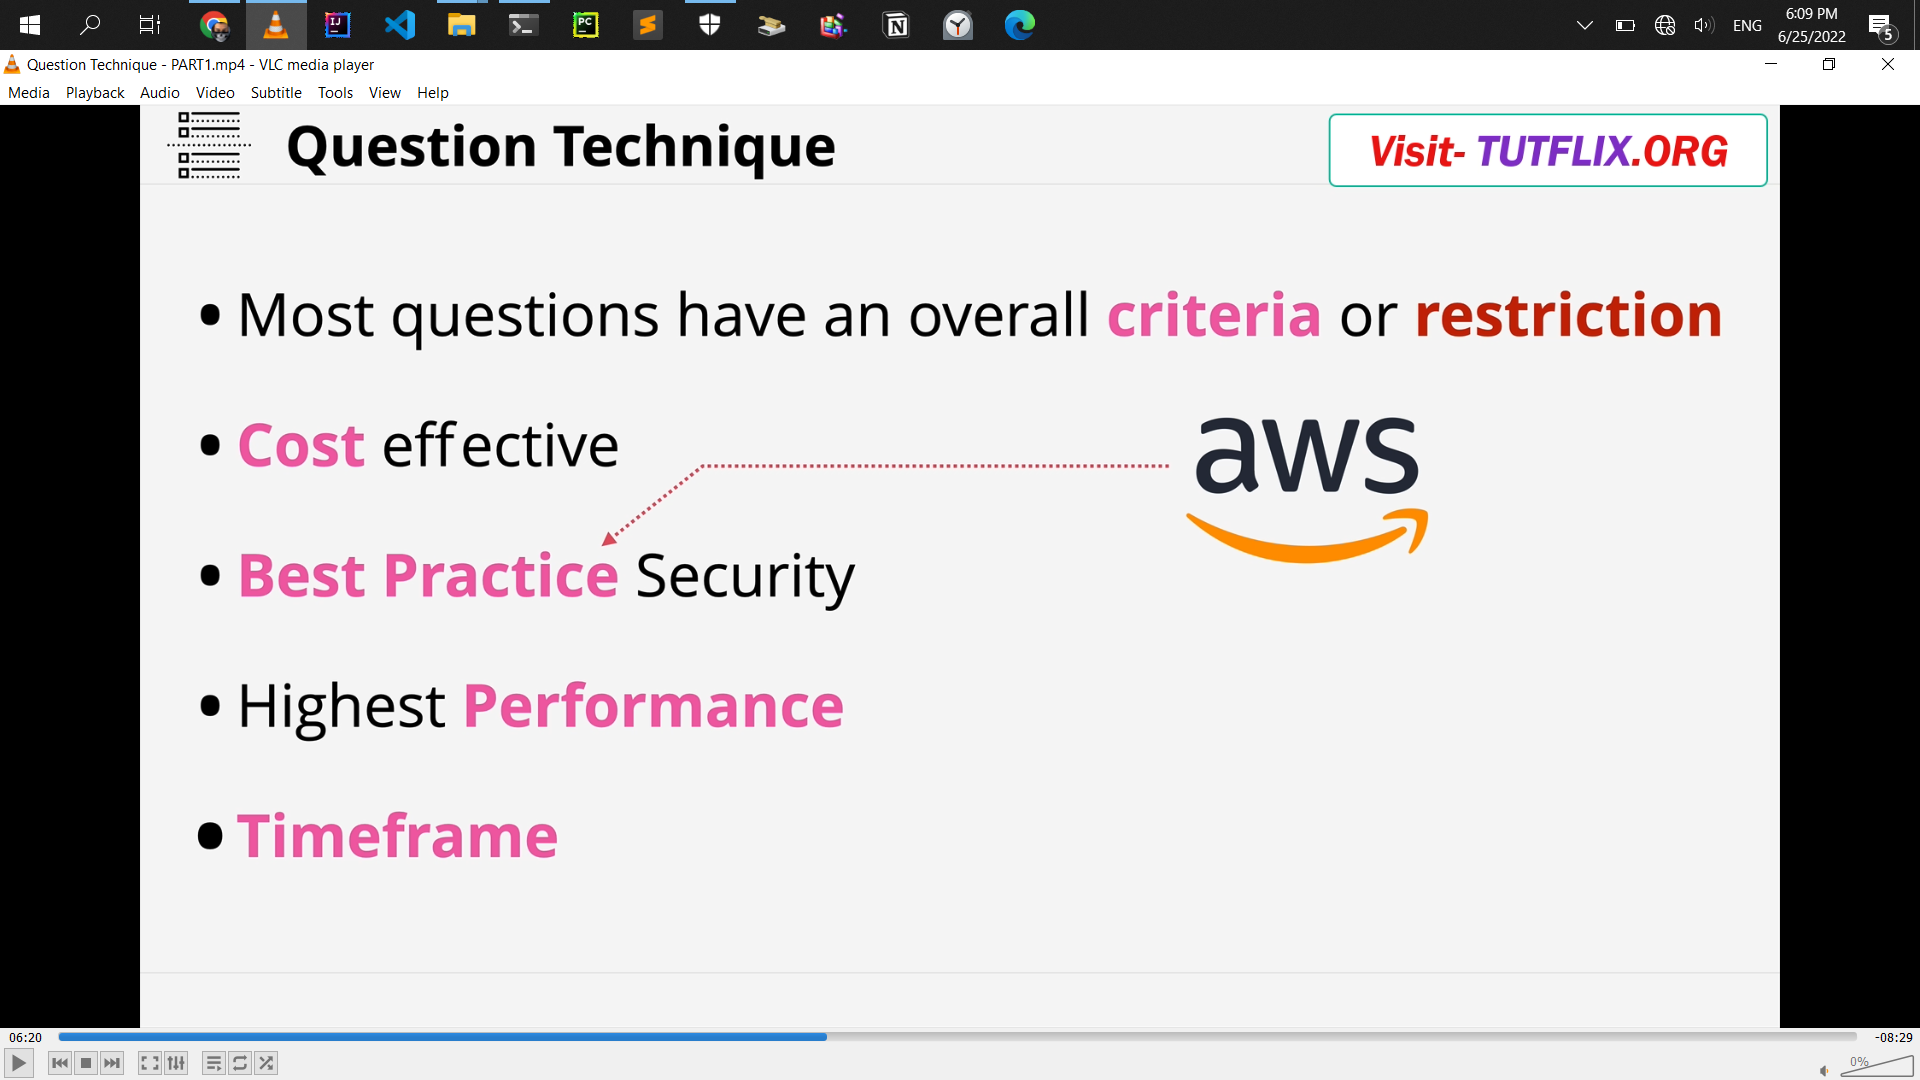 ENG
6:09 PM
6/25/2022
5
Question Technique - PART1.mp4 - VLC media player
Media Playback Audio Video Subtitle Tools View Help
Question Technique
Visit- TUTFLIX.ORG
• Most questions have an overall criteria or restriction
• Cost effective
aws
• Best Practice Security
• Highest Performance
• Timeframe
06:20
-08:29
0%